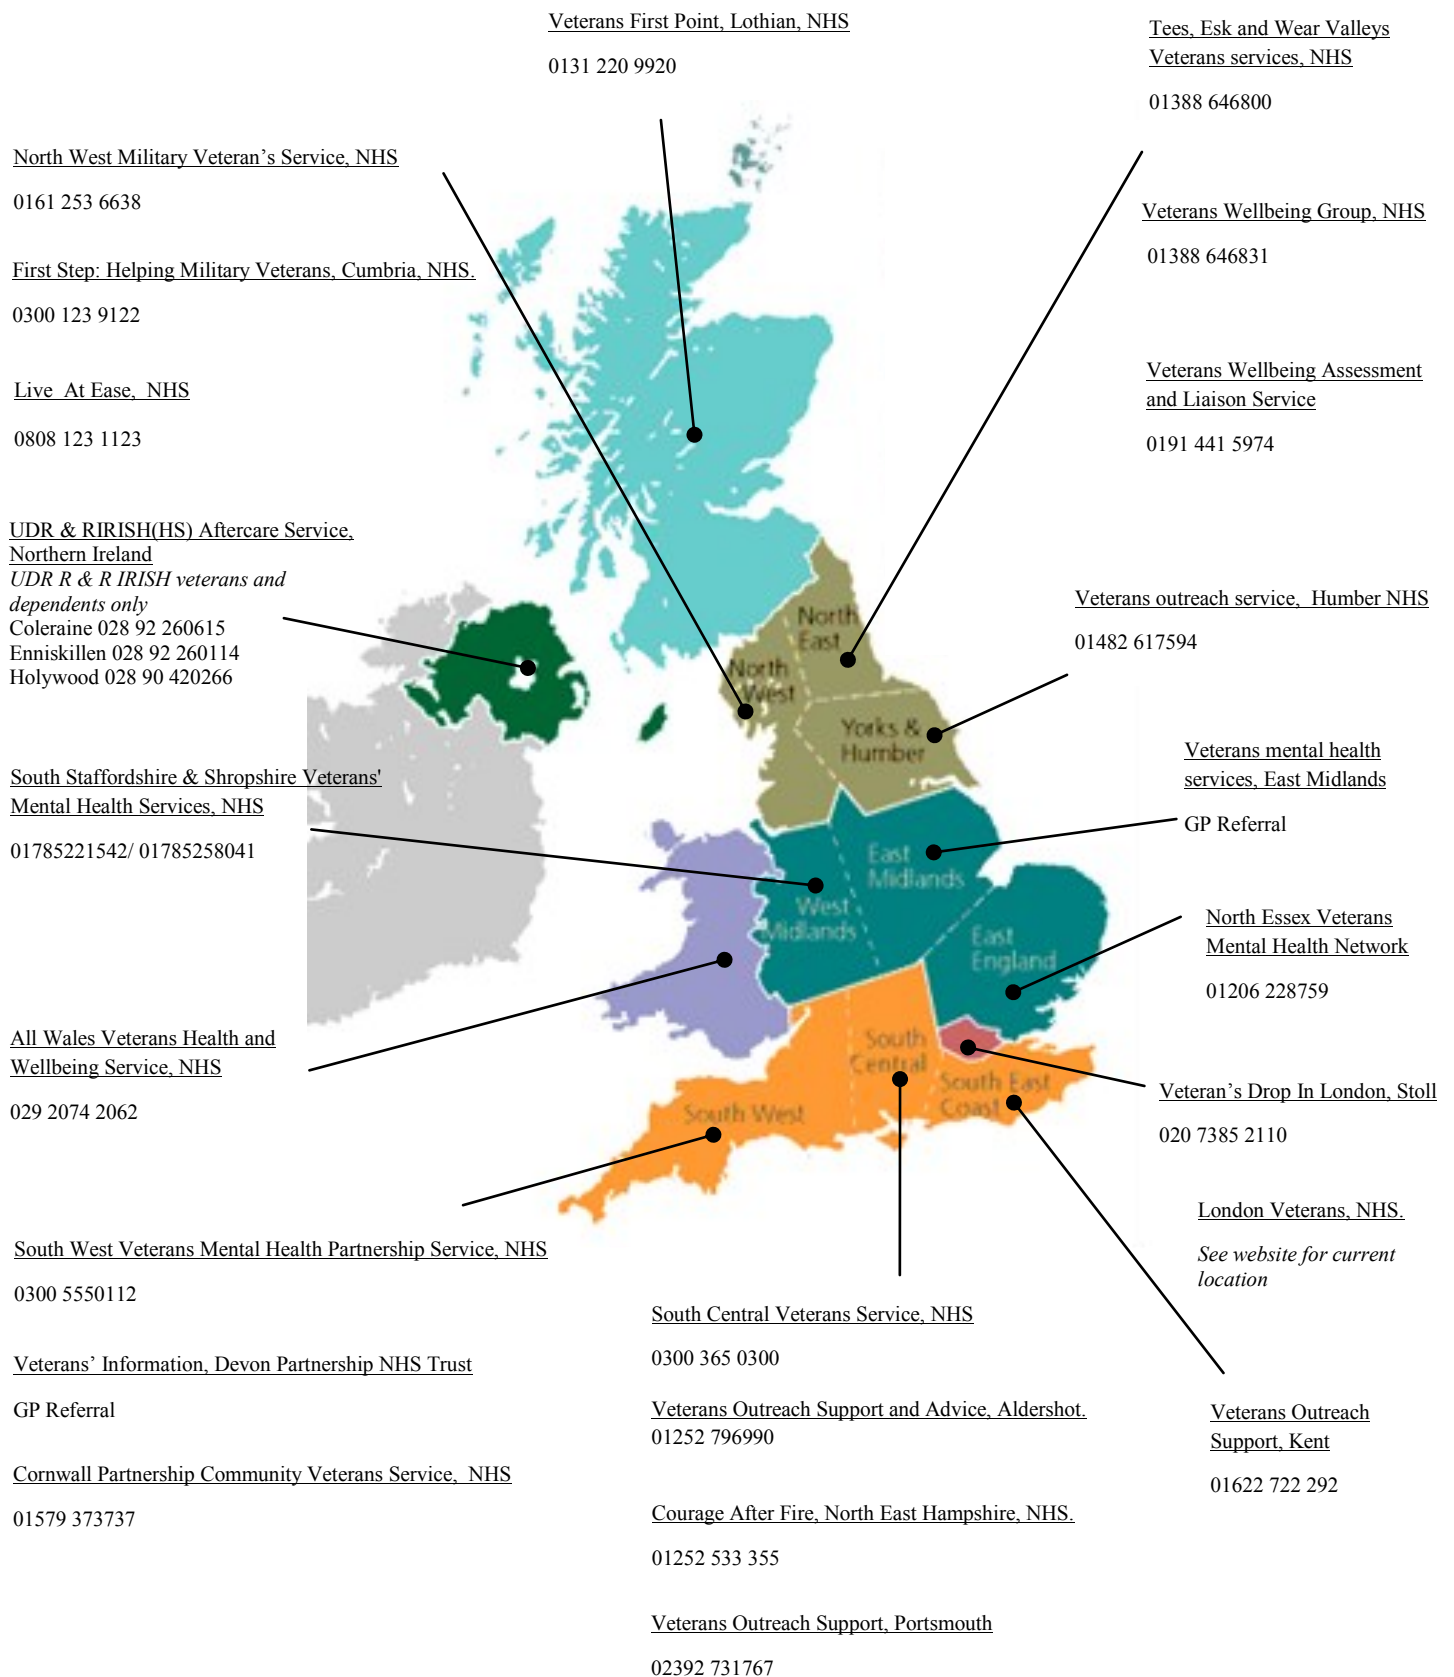 Veterans First Point, Lothian, NHS
0131 220 9920
Tees, Esk and Wear Valleys
Veterans services, NHS
01388 646800
North West Military Veteran’s Service, NHS
0161 253 6638
Veterans Wellbeing Group, NHS
01388 646831
First Step: Helping Military Veterans, Cumbria, NHS.
0300 123 9122
Veterans Wellbeing Assessment
and Liaison Service
0191 441 5974
Live At Ease, NHS
0808 123 1123
UDR & RIRISH(HS) Aftercare Service,
Northern Ireland
UDR R & R IRISH veterans and
dependents only
Coleraine 028 92 260615
Enniskillen 028 92 260114
Holywood 028 90 420266
Veterans outreach service, Humber NHS
01482 617594
North
East
North
West
Yorks &
Humber
South Staffordshire & Shropshire Veterans'
Mental Health Services, NHS
01785221542/ 01785258041
Veterans mental health
services, East Midlands
GP Referral
East
Midlands
West
Midlands
East
England
North Essex Veterans
Mental Health Network
01206 228759
All Wales Veterans Health and
Wellbeing Service, NHS
029 2074 2062
South
Central
South East
Coast
South West
Veteran’s Drop In London, Stoll
020 7385 2110
London Veterans, NHS.
See website for current
location
South West Veterans Mental Health Partnership Service, NHS
0300 5550112
Veterans’ Information, Devon Partnership NHS Trust
GP Referral
Cornwall Partnership Community Veterans Service, NHS
01579 373737
South Central Veterans Service, NHS
0300 365 0300
Veterans Outreach Support and Advice, Aldershot.
01252 796990
Courage After Fire, North East Hampshire, NHS.
01252 533 355
Veterans Outreach Support, Portsmouth
02392 731767
Veterans Outreach
Support, Kent
01622 722 292